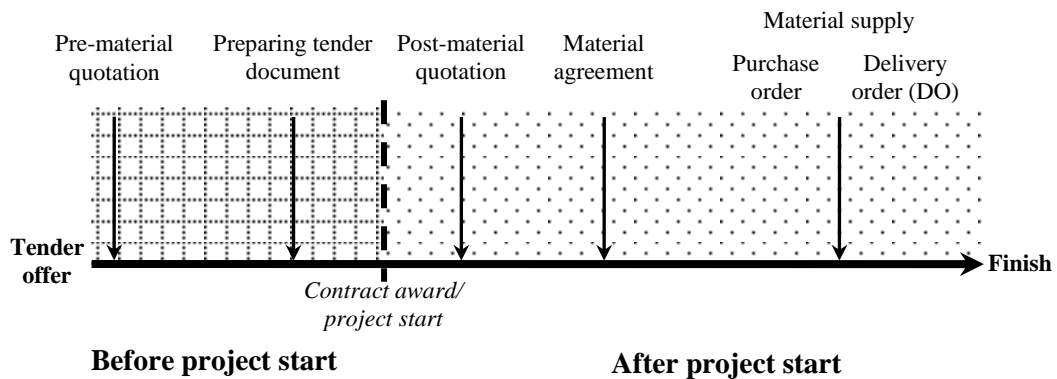 Material supply
Pre-material
quotation
Preparing tender
document
Post-material
quotation
Material
agreement
Purchase
order
Delivery
order (DO)
Tender
offer
Finish
Contract award/
project start
Before project start
After project start